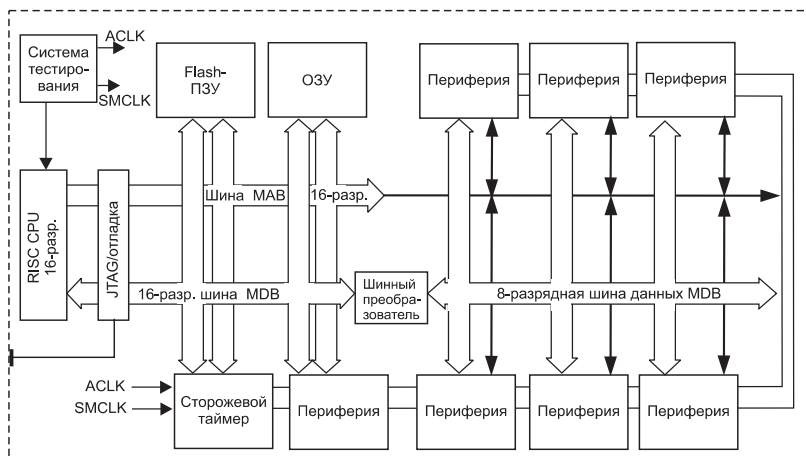 ACLK
Система
тестиро-
вания
SMCLK
Flash-
ПЗУ
ОЗУ
Периферия
Периферия
Периферия
RISC CPU
16-разр.
JTAG/отладка
Шина MAB
16-разр.
16-разр. шина MDB
Шинный
преобра-
зователь
8-разрядная шина данных MDB
ACLK
SMCLK
Сторожевой
таймер
Периферия
Периферия
Периферия
Периферия